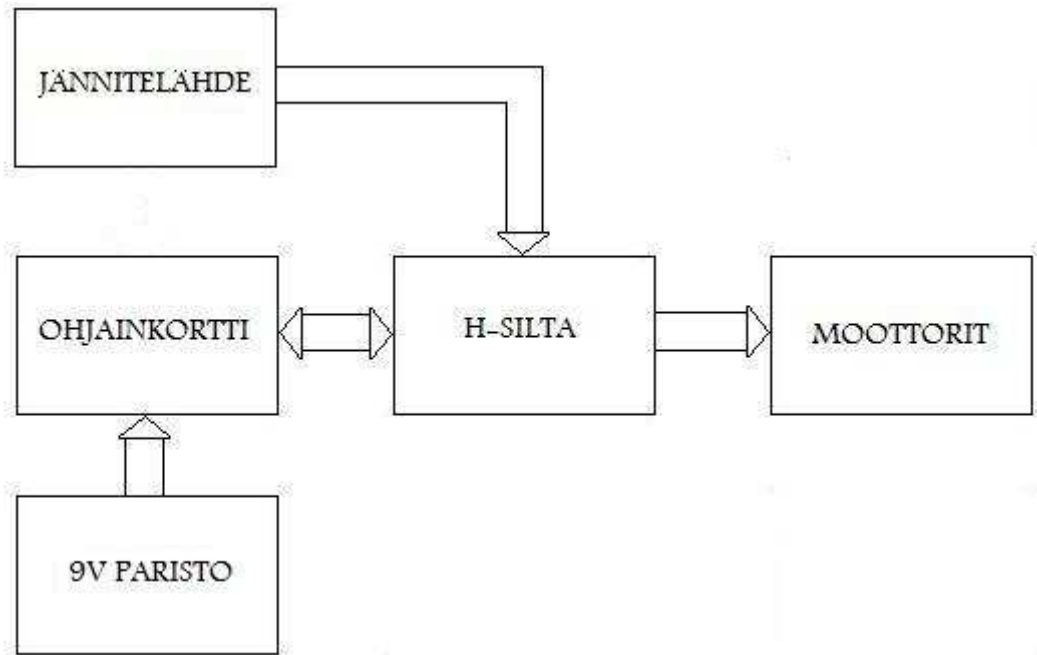 JÄNNITELÄHDE
OHJAINKORTTI
H-SILTA
MOOTTORIT
9V PARISTO